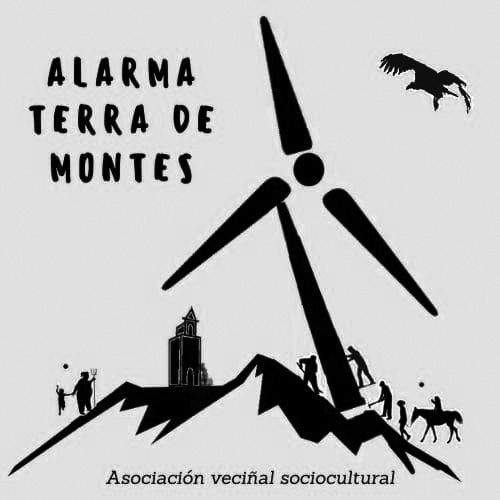 ALARMA
TERRA DE
MONTES
Asociación veciñal sociocultural